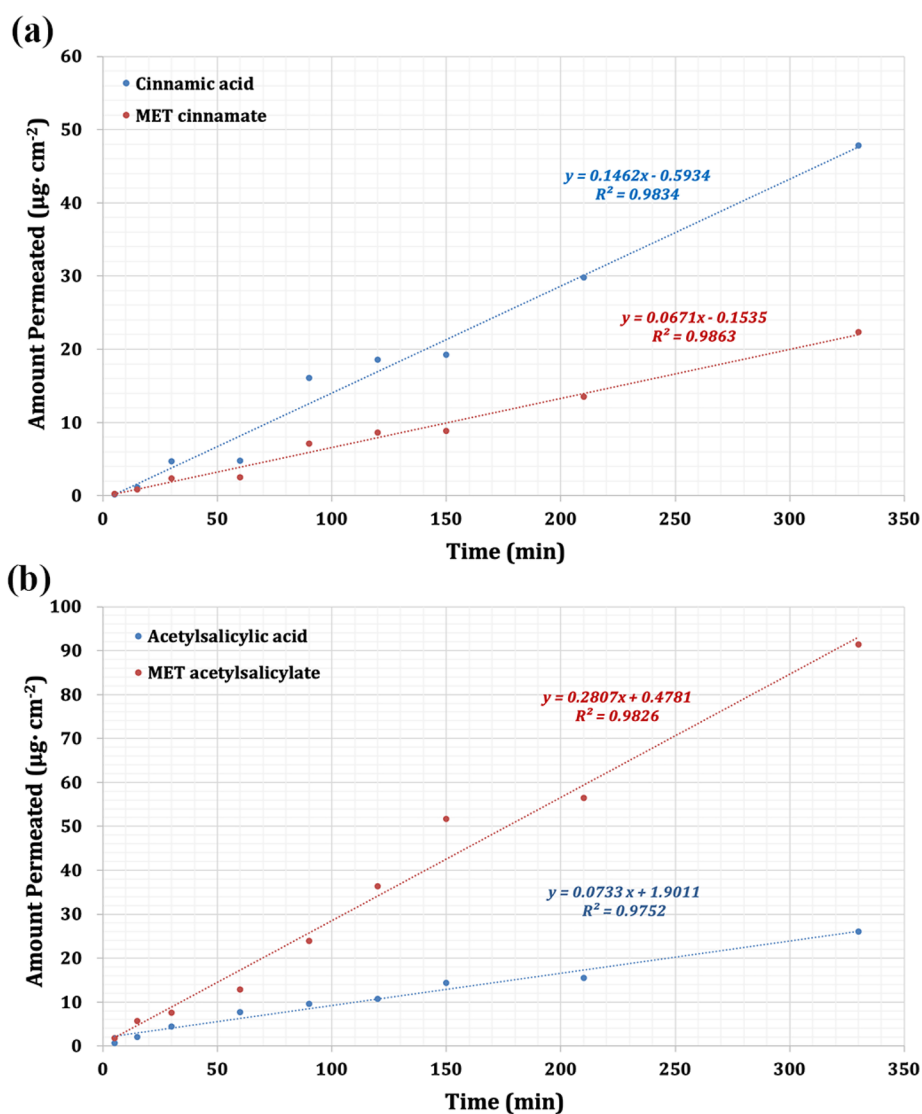 (a)
60
50
40
30
20
10
0
Amount Permeated (µg· cm⁻²)
Cinnamic acid
MET cinnamate
y = 0.1462x - 0.5934
R² = 0.9834
y = 0.0671x - 0.1535
R² = 0.9863
0 50 100 150 200 250 300 350
Time (min)
(b)
100
90
80
70
60
50
40
30
20
10
0
Amount Permeated (µg· cm⁻²)
Acetylsalicylic acid
MET acetylsalicylate
y = 0.2807x + 0.4781
R² = 0.9826
y = 0.0733 x + 1.9011
R² = 0.9752
0 50 100 150 200 250 300 350
Time (min)